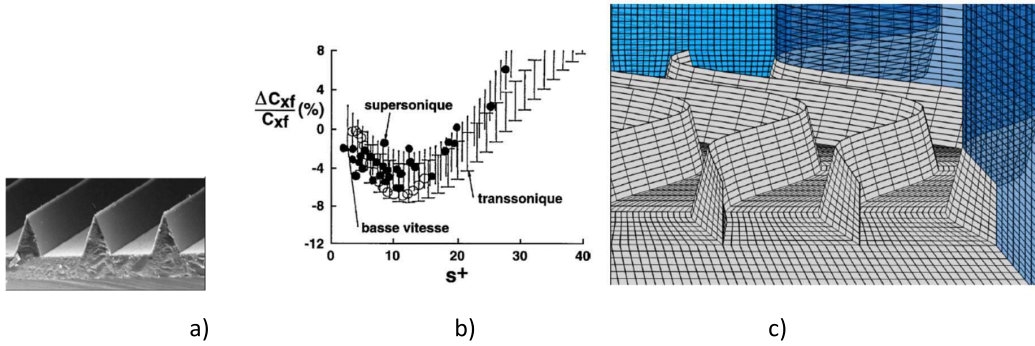 8
4
ΔCxf
Cxf
(%)
supersonique
0
-4
-8
transsonique
basse vitesse
-12
0
10
20
30
40
s+
a)
b)
c)